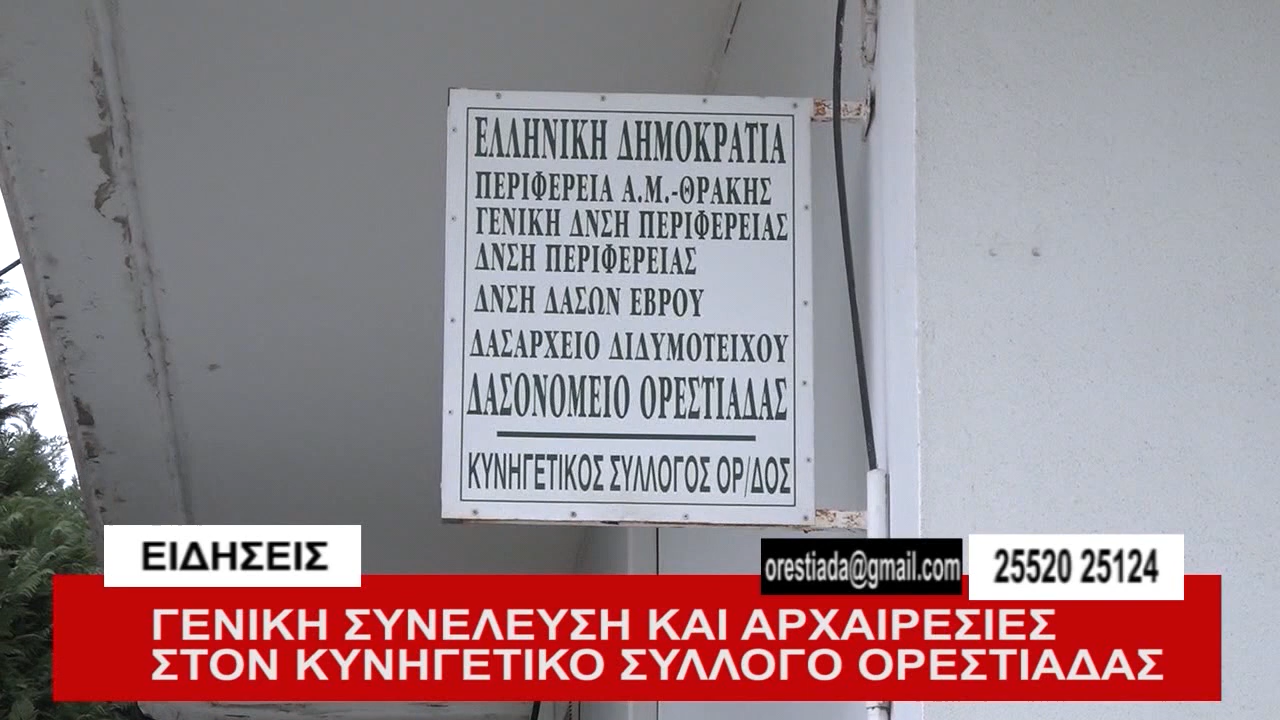 ΕΛΛΗΝΙΚΗ ΔΗΜΟΚΡΑΤΙΑ
ΠΕΡΙΦΕΡΕΙΑ Α.Μ.-ΘΡΑΚΗΣ
ΓΕΝΙΚΗ ΔΝΣΗ ΠΕΡΙΦΕΡΕΙΑΣ
ΔΝΣΗ ΠΕΡΙΦΕΡΕΙΑΣ
ΔΝΣΗ ΔΑΣΩΝ ΕΒΡΟΥ
ΔΑΣΑΡΧΕΙΟ ΔΙΔΥΜΟΤΕΙΧΟΥ
ΔΑΣΟΝΟΜΕΙΟ ΟΡΕΣΤΙΑΔΑΣ
ΚΥΝΗΓΕΤΙΚΟΣ ΣΥΛΛΟΓΟΣ ΟΡ/ΔΟΣ
ΕΙΔΗΣΕΙΣ
orestiada@gmail.com
25520 25124
ΓΕΝΙΚΗ ΣΥΝΕΛΕΥΣΗ ΚΑΙ ΑΡΧΑΙΡΕΣΙΕΣ
ΣΤΟΝ ΚΥΝΗΓΕΤΙΚΟ ΣΥΛΛΟΓΟ ΟΡΕΣΤΙΑΔΑΣ